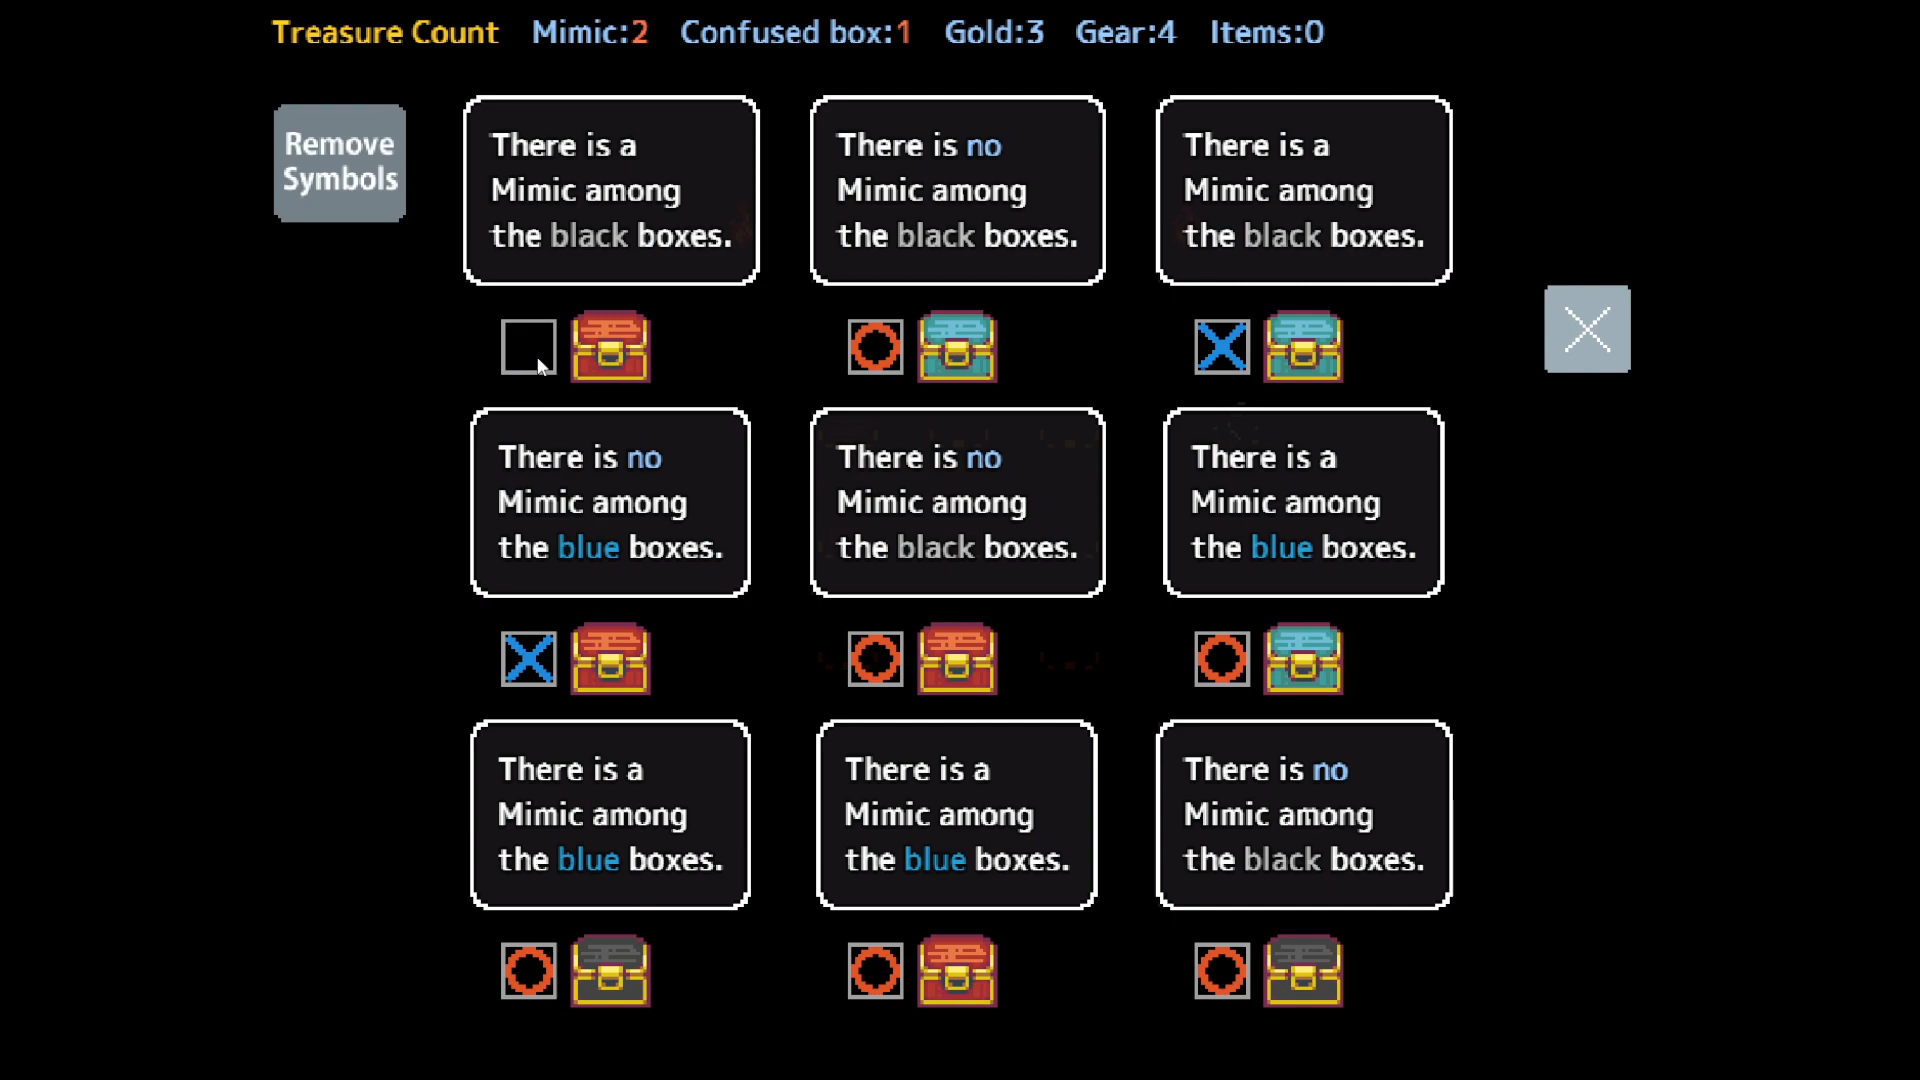 Treasure Count Mimic:2 Confused box:1 Gold:3 Gear:4 Items:0
Remove
Symbols
There is a
Mimic among
the black boxes.
There is no
Mimic among
the black boxes.
There is a
Mimic among
the black boxes.
There is no
Mimic among
the blue boxes.
There is no
Mimic among
the black boxes.
There is a
Mimic among
the blue boxes.
There is a
Mimic among
the blue boxes.
There is a
Mimic among
the blue boxes.
There is no
Mimic among
the black boxes.